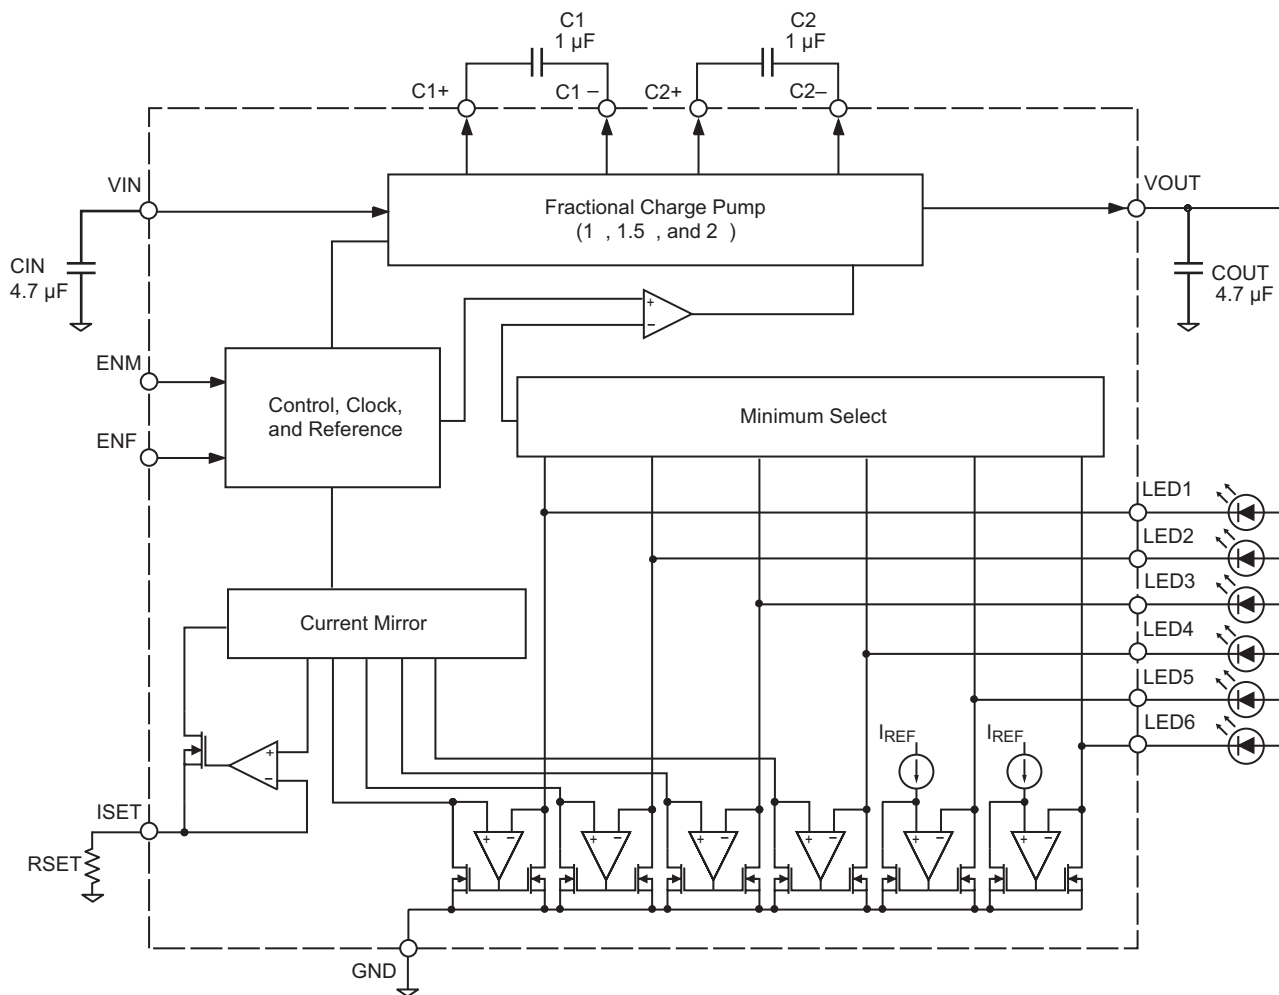 C1
1 µF
C2
1 µF
C1+
C1 –
C2+
C2–
VIN
VOUT
Fractional Charge Pump
(1 , 1.5 , and 2 )
CIN
4.7 µF
COUT
4.7 µF
+
–
ENM
Control, Clock,
and Reference
Minimum Select
ENF
LED1
LED2
LED3
LED4
LED5
LED6
Current Mirror
IREF
IREF
+
–
ISET
RSET
+ –
+ –
+ –
+ –
+ –
+ –
GND